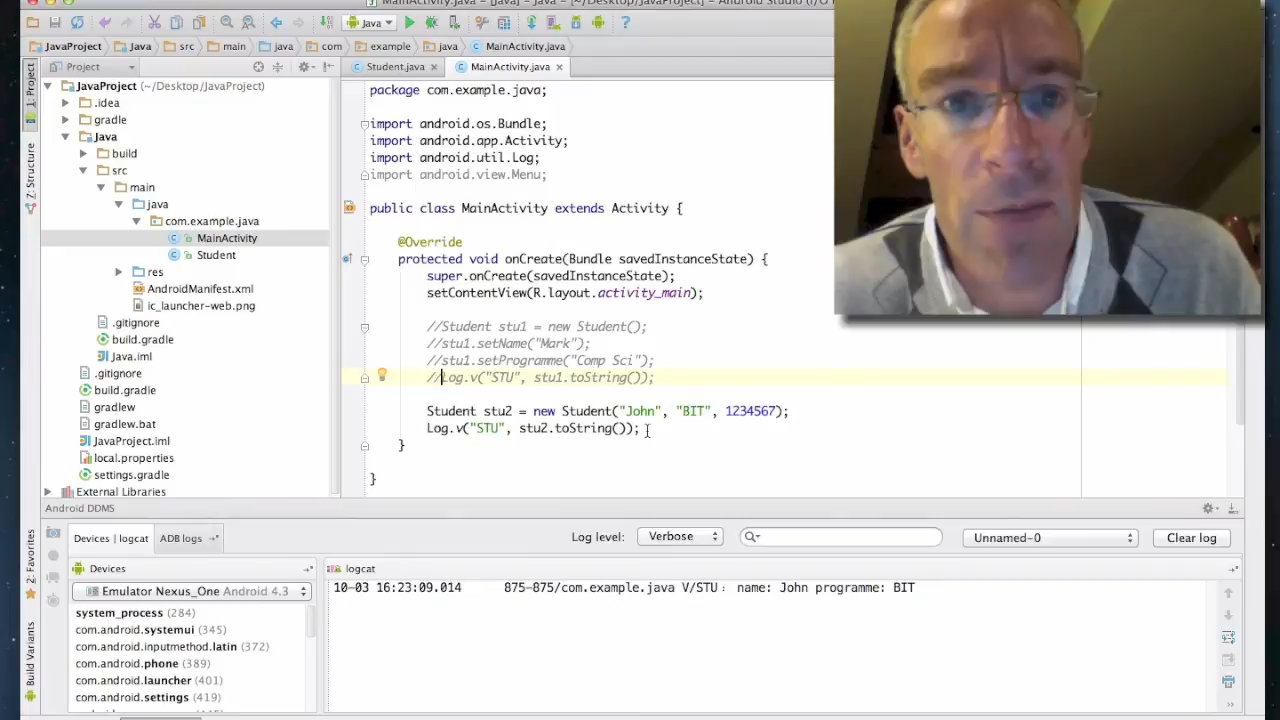 MainActivity.java – [Java] – JavaProject
Java
JavaProject
Java
src
main
java
com
example
java
MainActivity.java
1: Project
Project
Student.java
MainActivity.java
JavaProject (~/Desktop/JavaProject)
.idea
gradle
Java
build
src
main
java
com.example.java
MainActivity
Student
res
AndroidManifest.xml
ic_launcher-web.png
.gitignore
build.gradle
Java.iml
.gitignore
build.gradle
gradlew
gradlew.bat
JavaProject.iml
local.properties
settings.gradle
External Libraries
Z: Structure
package com.example.java;
import android.os.Bundle;
import android.app.Activity;
import android.util.Log;
import android.view.Menu;
public class MainActivity extends Activity {
@Override
protected void onCreate(Bundle savedInstanceState) {
super.onCreate(savedInstanceState);
setContentView(R.layout.activity_main);
//Student stu1 = new Student();
//stu1.setName("Mark");
//stu1.setProgramme("Comp Sci");
//Log.v("STU", stu1.toString());
Student stu2 = new Student("John", "BIT", 1234567);
Log.v("STU", stu2.toString());
}
}
Android DDMS
Devices | logcat
ADB logs
Log level:
Verbose
Unnamed-0
Clear log
2: Favorites
Build Variants
Devices
Emulator Nexus_One Android 4.3
system_process (284)
com.android.systemui (345)
com.android.inputmethod.latin (372)
com.android.phone (389)
com.android.launcher (401)
com.android.settings (419)
logcat
10-03 16:23:09.014 875-875/com.example.java V/STU: name: John programme: BIT